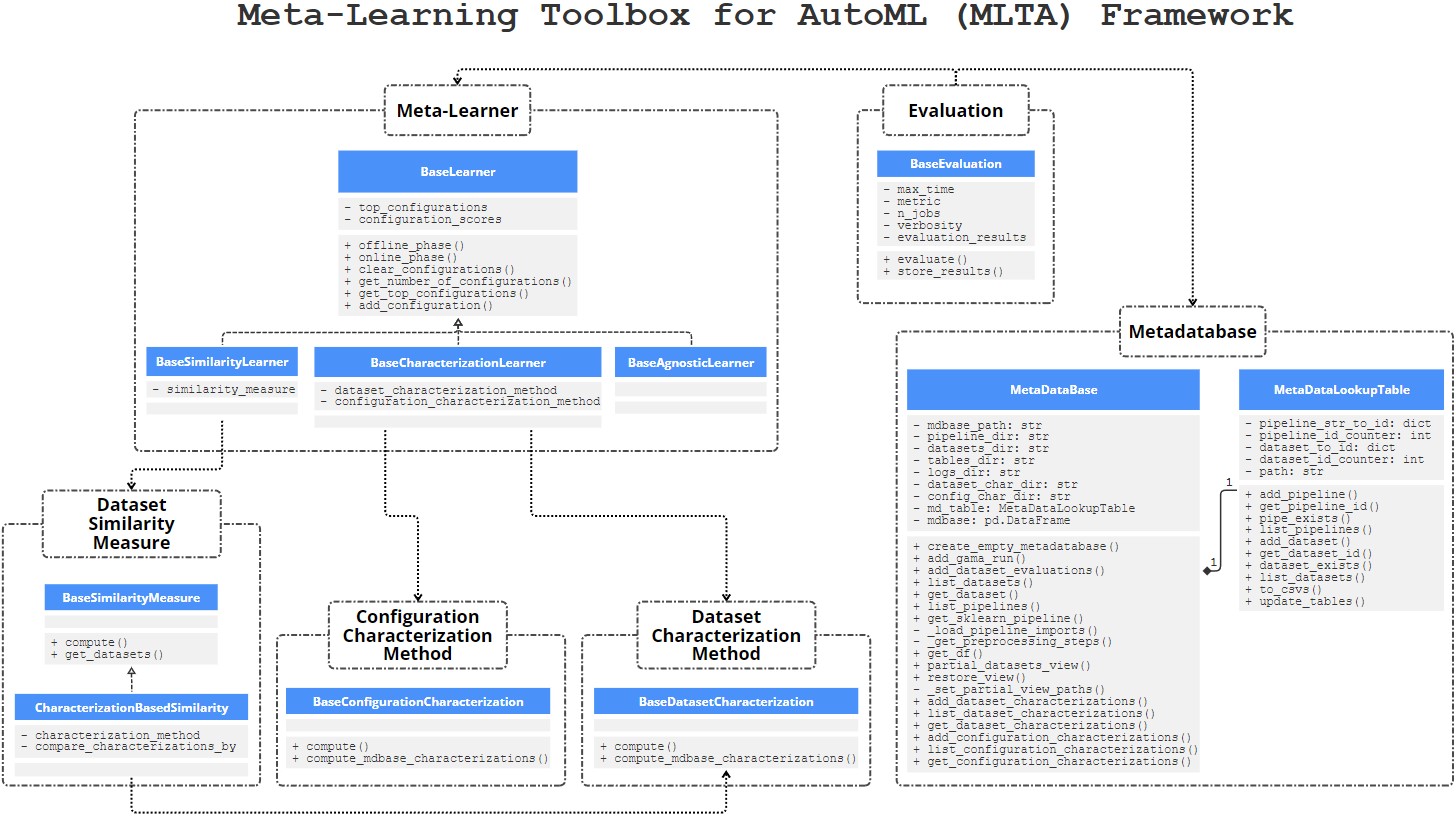 Meta-Learning Toolbox for AutoML (MLTA) Framework
Meta-Learner
BaseLearner
- top_configurations
- configuration_scores
+ offline_phase()
+ online_phase()
+ clear_configurations()
+ get_number_of_configurations()
+ get_top_configurations()
+ add_configuration()
BaseSimilarityLearner
- similarity_measure
BaseCharacterizationLearner
- dataset_characterization_method
- configuration_characterization_method
BaseAgnosticLearner
Evaluation
BaseEvaluation
- max_time
- metric
- n_jobs
- verbosity
- evaluation_results
+ evaluate()
+ store_results()
Metadatabase
MetaDataBase
- mdbase_path: str
- pipeline_dir: str
- datasets_dir: str
- tables_dir: str
- logs_dir: str
- dataset_char_dir: str
- config_char_dir: str
- md_table: MetaDataLookupTable
- mdbase: pd.DataFrame
+ create_empty_metadatabase()
+ add_gama_run()
+ add_dataset_evaluations()
+ list_datasets()
+ get_dataset()
+ list_pipelines()
+ get_sklearn_pipeline()
- _load_pipeline_imports()
- _get_preprocessing_steps()
+ get_df()
+ partial_datasets_view()
+ restore_view()
- _set_partial_view_paths()
+ add_dataset_characterizations()
+ list_dataset_characterizations()
+ get_dataset_characterizations()
+ add_configuration_characterizations()
+ list_configuration_characterizations()
+ get_configuration_characterizations()
1
1
MetaDataLookupTable
- pipeline_str_to_id: dict
- pipeline_id_counter: int
- dataset_to_id: dict
- dataset_id_counter: int
- path: str
+ add_pipeline()
+ get_pipeline_id()
+ pipe_exists()
+ list_pipelines()
+ add_dataset()
+ get_dataset_id()
+ dataset_exists()
+ list_datasets()
+ to_csvs()
+ update_tables()
Dataset
Similarity
Measure
BaseSimilarityMeasure
+ compute()
+ get_datasets()
CharacterizationBasedSimilarity
- characterization_method
- compare_characterizations_by
Configuration
Characterization
Method
BaseConfigurationCharacterization
+ compute()
+ compute_mdbase_characterizations()
Dataset
Characterization
Method
BaseDatasetCharacterization
+ compute()
+ compute_mdbase_characterizations()